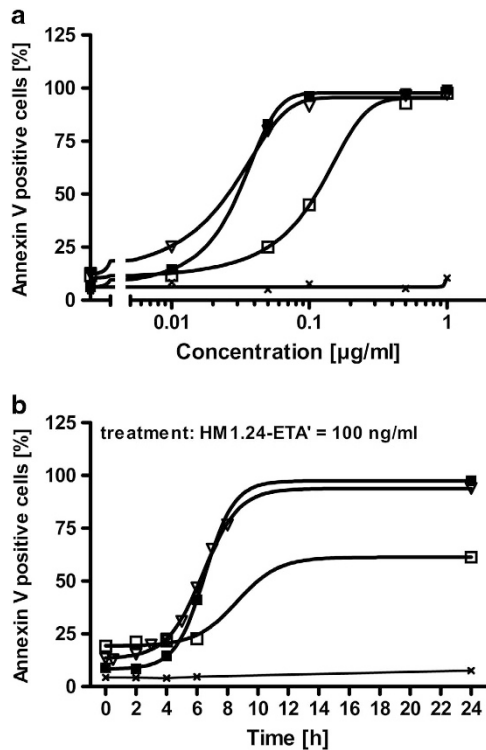 a
Annexin V positive cells [%]
125
100
75
50
25
0
0.01 0.1 1
Concentration [µg/ml]
b
treatment: HM1.24-ETA' = 100 ng/ml
Annexin V positive cells [%]
125
100
75
50
25
0
0 2 4 6 8 10 12 14 16 18 20 22 24
Time [h]